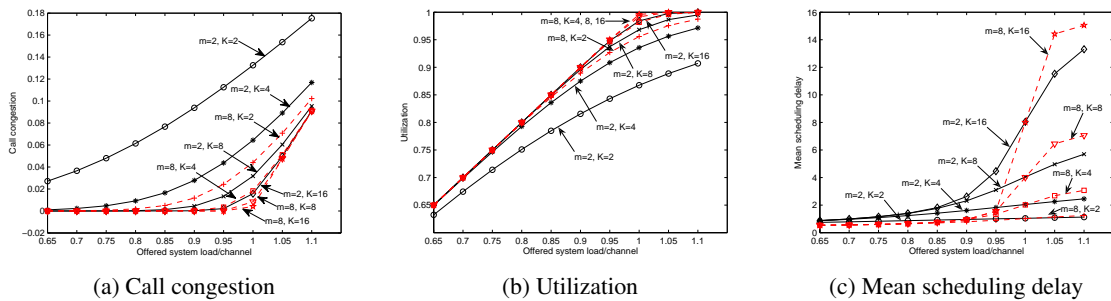 0.18
0.16
0.14
0.12
0.1
0.08
0.06
0.04
0.02
0
−0.02
Call congestion
m=2, K=2
m=2, K=4
m=8, K=2
m=2, K=8
m=8, K=4
m=2, K=16
m=8, K=8
m=8, K=16
0.65 0.7 0.75 0.8 0.85 0.9 0.95 1 1.05 1.1
Offered system load/channel
(a) Call congestion
1
0.95
0.9
0.85
0.8
0.75
0.7
0.65
Utilization
m=8, K=4, 8, 16
m=8, K=2
m=2, K=16
m=2, K=8
m=2, K=4
m=2, K=2
0.65 0.7 0.75 0.8 0.85 0.9 0.95 1 1.05 1.1
Offered system load/channel
(b) Utilization
16
14
12
10
8
6
4
2
0
Mean scheduling delay
m=8, K=16
m=2, K=16
m=8, K=8
m=2, K=8
m=8, K=4
m=2, K=4
m=2, K=2
m=8, K=2
0.65 0.7 0.75 0.8 0.85 0.9 0.95 1 1.05 1.1
Offered system load/channel
(c) Mean scheduling delay